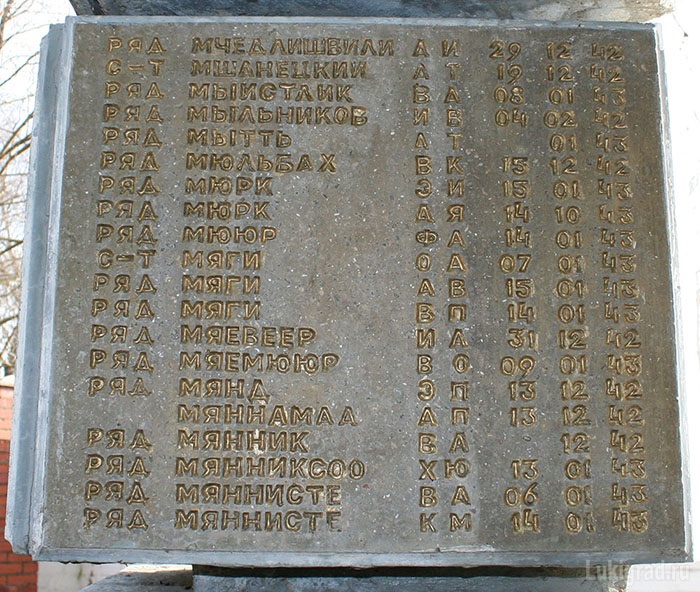 РЯД МЧЕДЛИШВИЛИ А И 29 12 42
С-Т МШАНЕЦКИЙ А Т 19 12 42
РЯД МЫИСТЛИК В А 08 01 43
РЯД МЫЛЬНИКОВ И В 04 02 42
РЯД МЫТТЬ А Т 01 43
РЯД МЮЛЬБАХ В К 15 12 42
РЯД МЮРК Э И 15 01 43
РЯД МЮРК А Я 14 10 43
РЯД МЮЮР Ф А 14 01 43
С-Т МЯГИ О А 07 01 43
РЯД МЯГИ А В 15 01 43
РЯД МЯГИ В П 14 01 43
РЯД МЯЕВЕЕР И Л 31 12 42
РЯД МЯЕМЮЮР В О 09 01 43
РЯД МЯНД Э П 13 12 42
МЯННАМАА А П 13 12 42
РЯД МЯННИК В А 12 42
РЯД МЯННИКСОО Х Ю 13 01 43
РЯД МЯННИСТЕ В А 06 01 43
РЯД МЯННИСТЕ К М 14 01 43
Lukigrad.ru